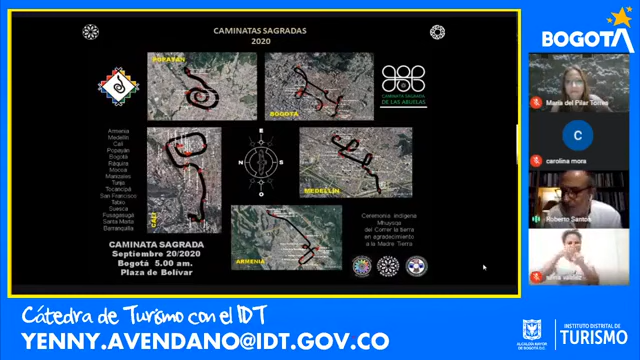 CAMINATAS SAGRADAS
2020
POPAYÁN
BOGOTÁ
CAMINATA SAGRADA
DE LAS ABUELAS
Armenia
Medellín
Cali
Popayán
Bogotá
Ráquira
Mocoa
Manizales
Tunja
Tocancipá
San Francisco
Tabio
Suesca
Fusagasugá
Santa Marta
Barranquilla
CALI
E
N
S
O
MEDELLÍN
ARMENIA
CAMINATA SAGRADA
Septiembre 20/2020
Bogotá 5.00 am.
Plaza de Bolívar
Ceremonia indígena
Mhuysqa
del Correr la tierra
en agradecimiento
a la Madre Tierra
BOGOTÁ
María del Pilar Torres
C
carolina mora
Roberto Santos
Cátedra de Turismo con el IDT
YENNY.AVENDANO@IDT.GOV.CO
ALCALDÍA MAYOR
DE BOGOTÁ D.C.
INSTITUTO DISTRITAL DE
TURISMO